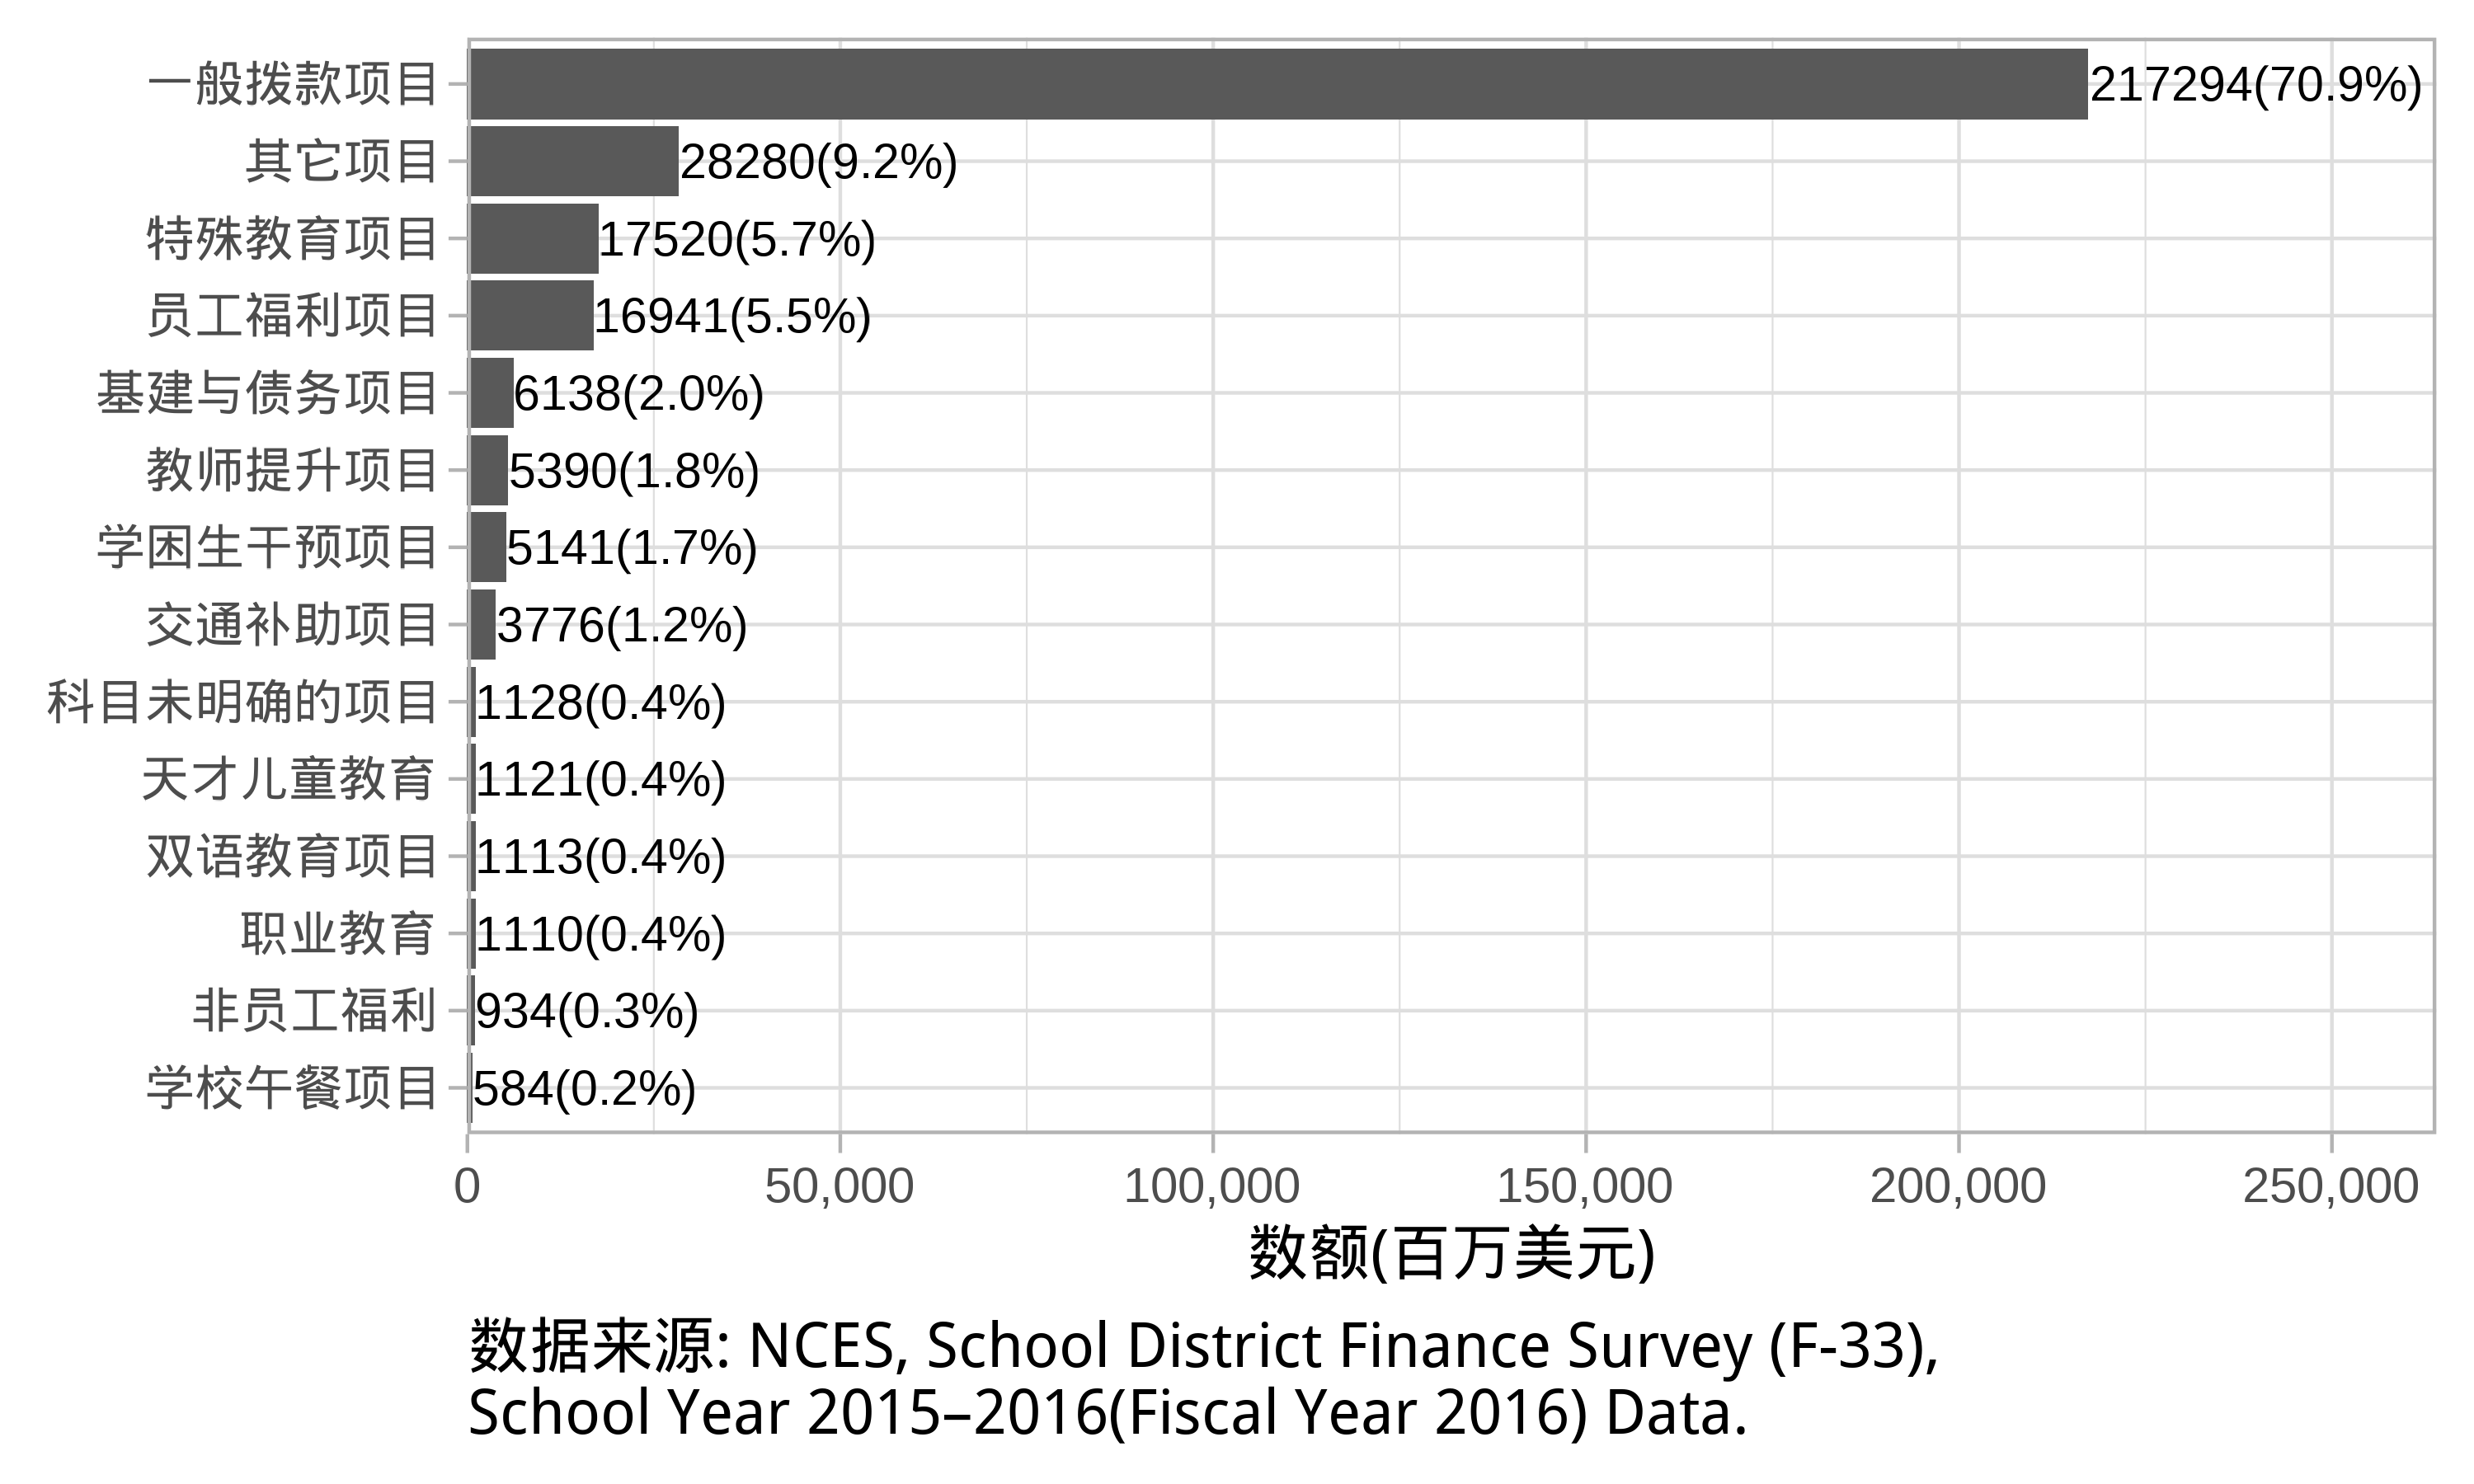 一般拨款项目 217294(70.9%)
其它项目 28280(9.2%)
特殊教育项目 17520(5.7%)
员工福利项目 16941(5.5%)
基建与债务项目 6138(2.0%)
教师提升项目 5390(1.8%)
学困生干预项目 5141(1.7%)
交通补助项目 3776(1.2%)
科目未明确的项目 1128(0.4%)
天才儿童教育 1121(0.4%)
双语教育项目 1113(0.4%)
职业教育 1110(0.4%)
非员工福利 934(0.3%)
学校午餐项目 584(0.2%)
0 50,000 100,000 150,000 200,000 250,000
数额(百万美元)
数据来源: NCES, School District Finance Survey (F-33),
School Year 2015–2016(Fiscal Year 2016) Data.